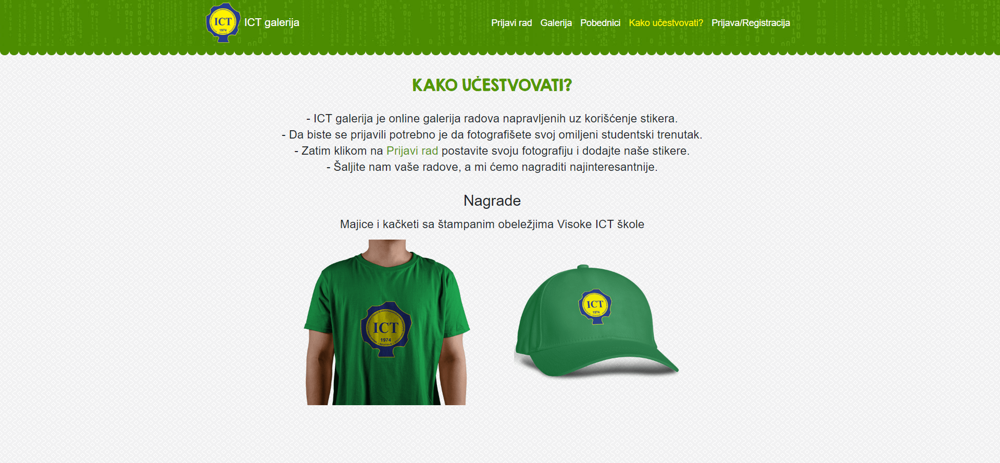 ICT
1974
ICT galerija
Prijavi rad Galerija Pobednici Kako učestvovati? Prijava/Registracija
KAKO UČESTVOVATI?
- ICT galerija je online galerija radova napravljenih uz korišćenje stikera.
- Da biste se prijavili potrebno je da fotografišete svoj omiljeni studentski trenutak.
- Zatim klikom na Prijavi rad postavite svoju fotografiju i dodajte naše stikere.
- Šaljite nam vaše radove, a mi ćemo nagraditi najinteresantnije.
Nagrade
Majice i kačketi sa štampanim obeležjima Visoke ICT škole
ICT
1974
БЕОГРАД
ICT
1974